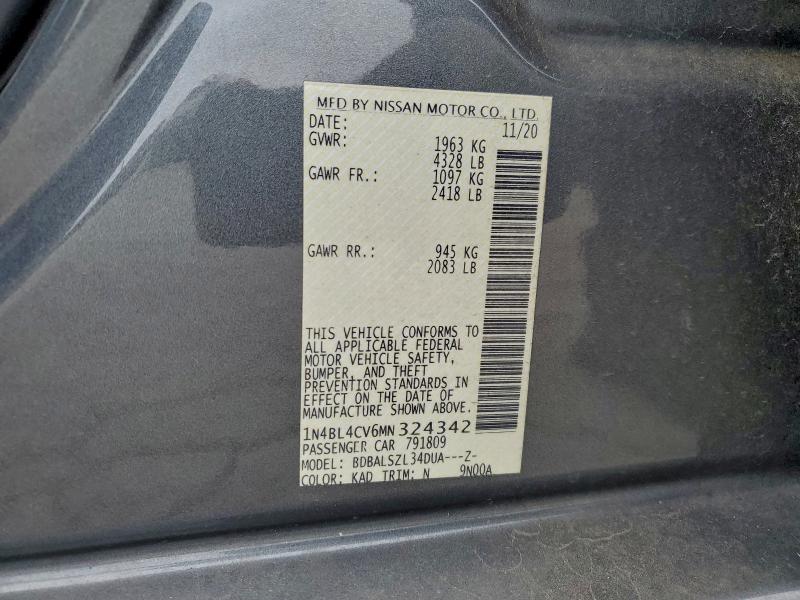 MFD BY NISSAN MOTOR CO., LTD.
DATE: 11/20
GVWR: 1963 KG
4328 LB
GAWR FR.: 1097 KG
2418 LB
GAWR RR.: 945 KG
2083 LB
THIS VEHICLE CONFORMS TO
ALL APPLICABLE FEDERAL
MOTOR VEHICLE SAFETY,
BUMPER, AND THEFT
PREVENTION STANDARDS IN
EFFECT ON THE DATE OF
MANUFACTURE SHOWN ABOVE.
1N4BL4CV6MN324342
PASSENGER CAR 791809
MODEL: BDBALSZL34DUA---Z-
COLOR: KAD TRIM: N 9N00A